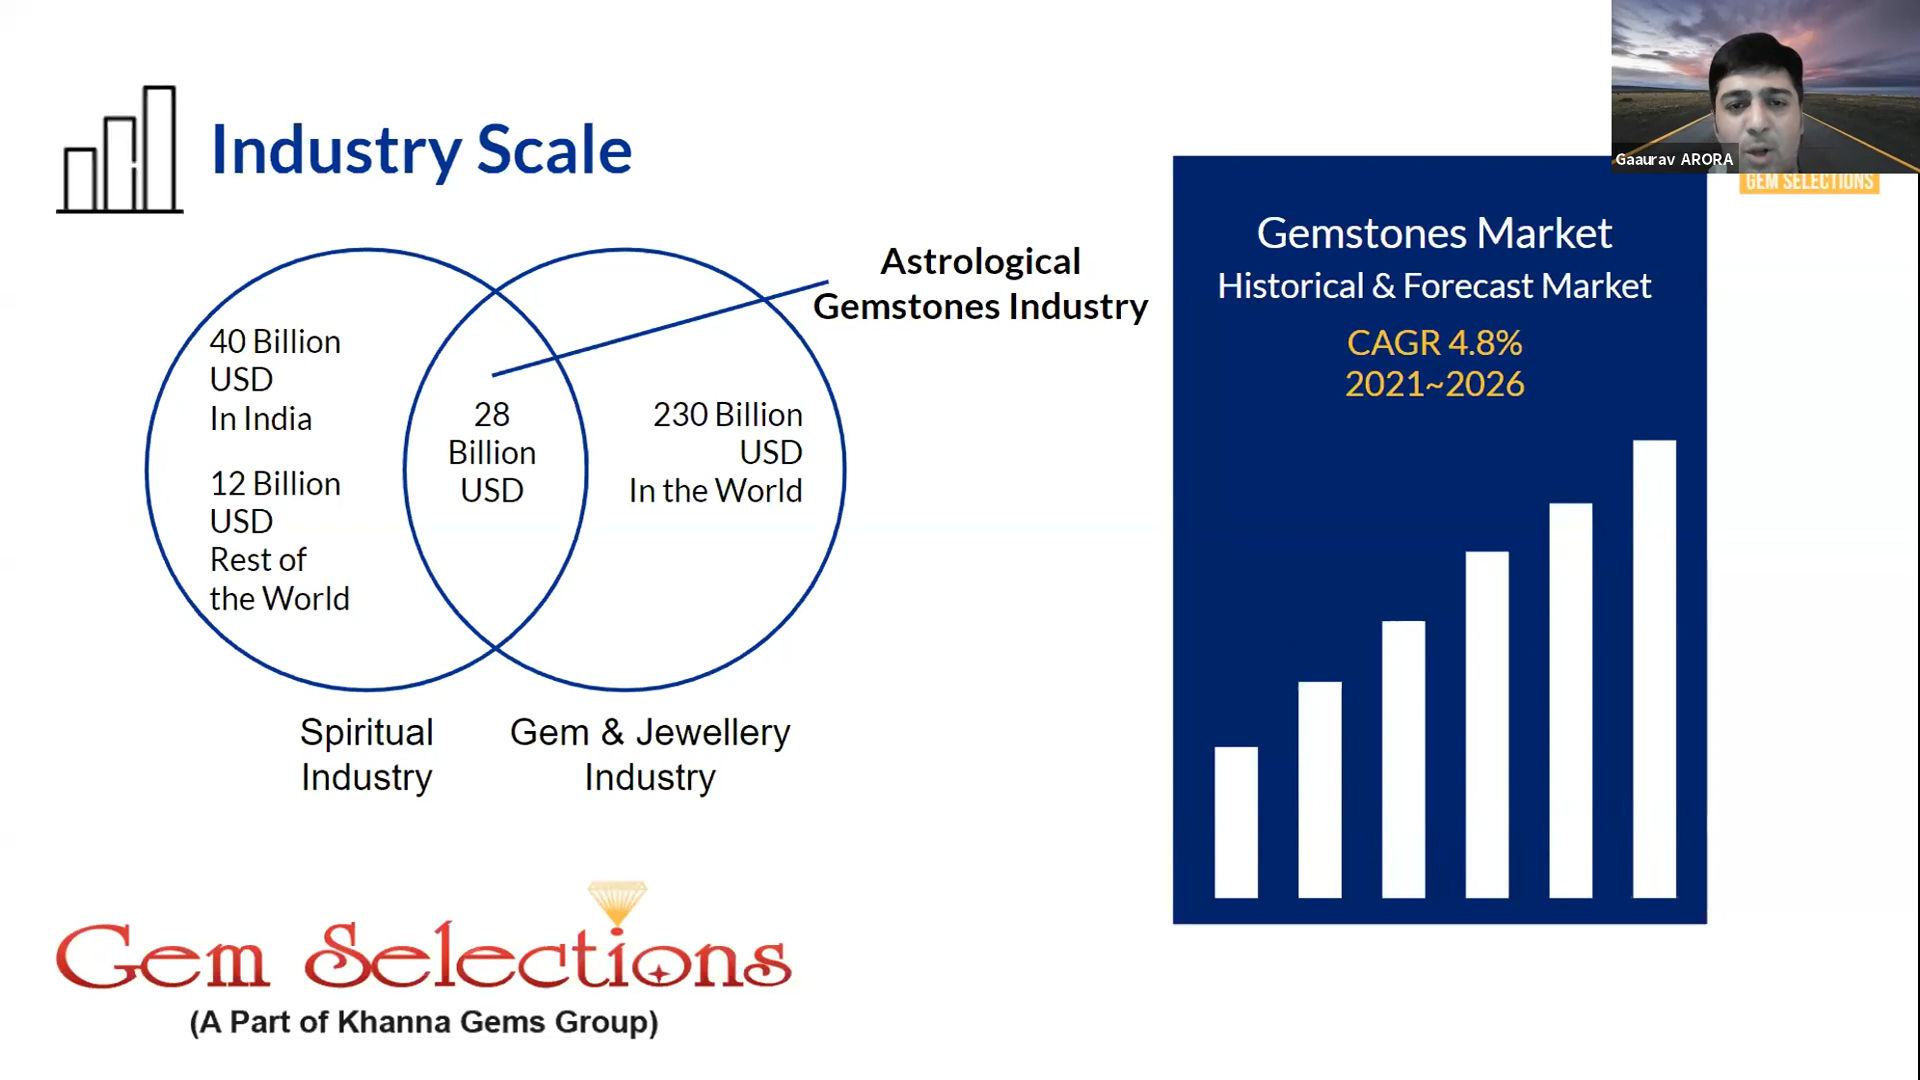 Industry Scale
Gaaurav ARORA
GEM SELECTIONS
Astrological
Gemstones Industry
40 Billion
USD
In India
12 Billion
USD
Rest of
the World
28
Billion
USD
230 Billion
USD
In the World
Spiritual
Industry
Gem & Jewellery
Industry
Gemstones Market
Historical & Forecast Market
CAGR 4.8%
2021~2026
Gem Selections
(A Part of Khanna Gems Group)